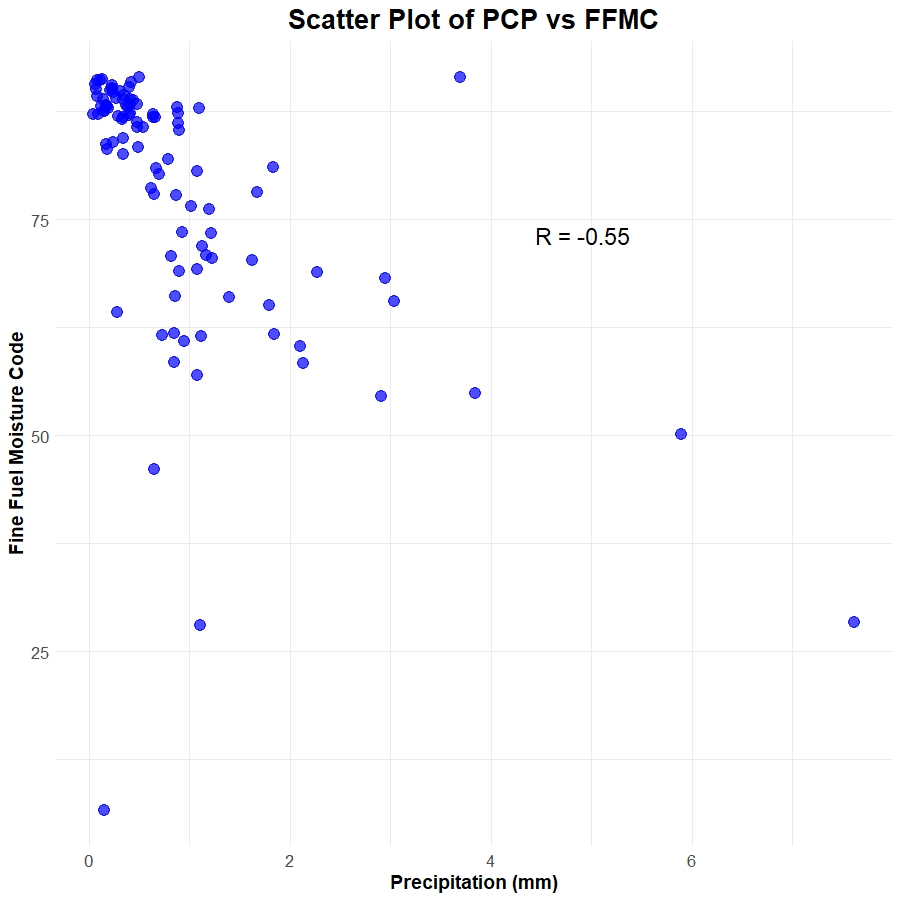 Scatter Plot of PCP vs FFMC
75
R = -0.55
Fine Fuel Moisture Code
50
25
0
2
4
6
Precipitation (mm)